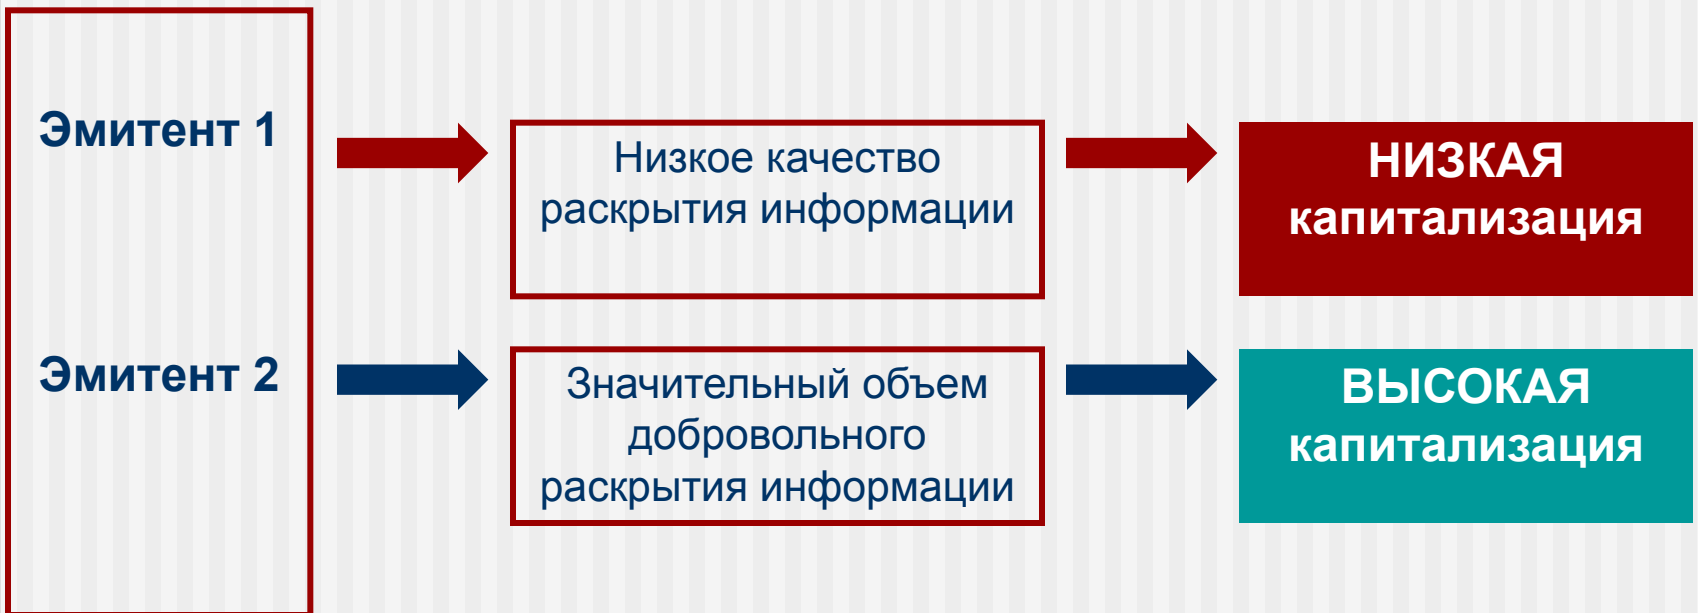 Эмитент 1
Низкое качество
раскрытия информации
НИЗКАЯ
капитализация
Эмитент 2
Значительный объем
добровольного
раскрытия информации
ВЫСОКАЯ
капитализация